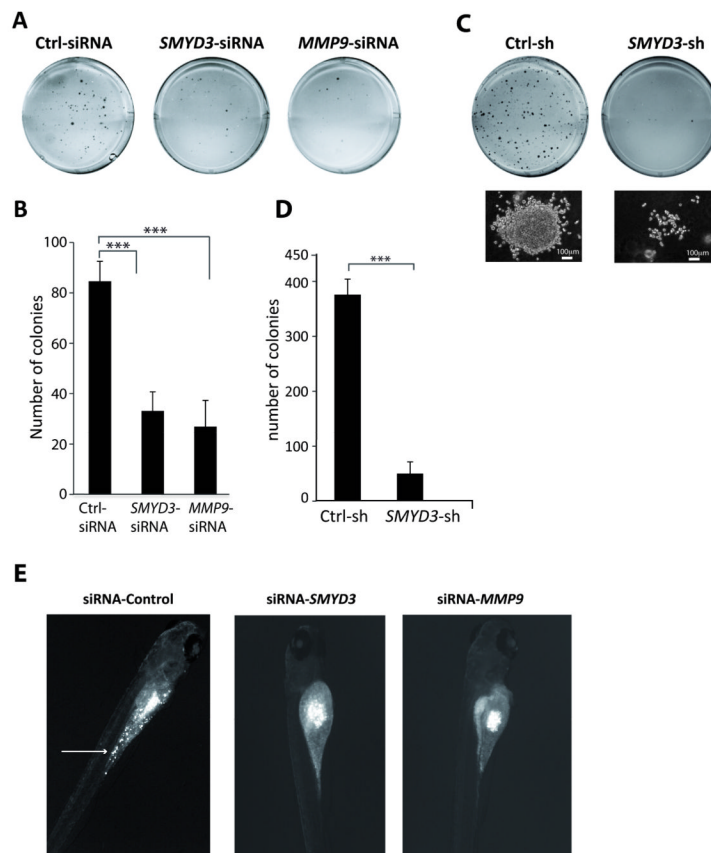 A
Ctrl-siRNA SMYD3-siRNA MMP9-siRNA
C
Ctrl-sh SMYD3-sh
100µm 100µm
B
***
***
Number of colonies
100
80
60
40
20
0
Ctrl-
siRNA
SMYD3-
siRNA
MMP9-
siRNA
D
***
number of colonies
450
400
300
200
100
0
Ctrl-sh SMYD3-sh
E
siRNA-Control siRNA-SMYD3 siRNA-MMP9